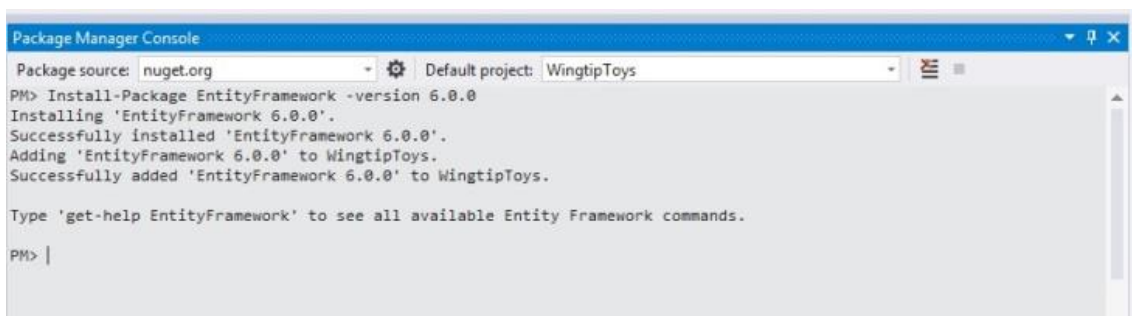 Package Manager Console
Package source: nuget.org Default project: WingtipToys
PM> Install-Package EntityFramework -version 6.0.0
Installing 'EntityFramework 6.0.0'.
Successfully installed 'EntityFramework 6.0.0'.
Adding 'EntityFramework 6.0.0' to WingtipToys.
Successfully added 'EntityFramework 6.0.0' to WingtipToys.
Type 'get-help EntityFramework' to see all available Entity Framework commands.
PM>